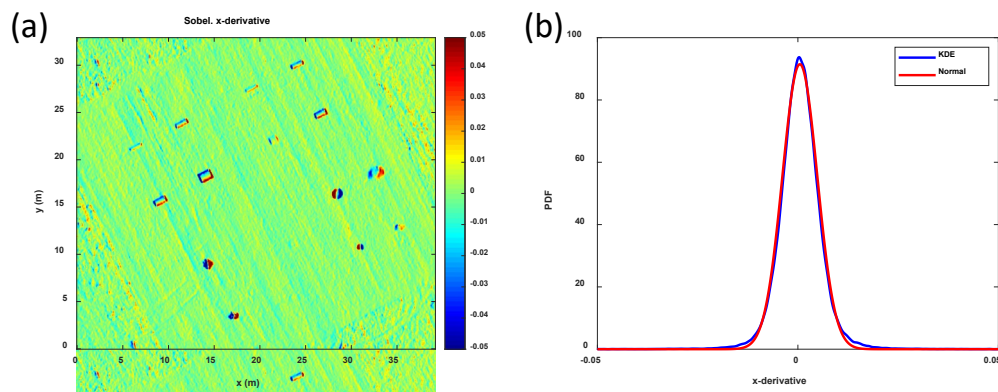 (a)
Sobel. x-derivative
30
25
20
15
10
5
0
y (m)
0 5 10 15 20 25 30 35
x (m)
0.05
0.04
0.03
0.02
0.01
0
-0.01
-0.02
-0.03
-0.04
-0.05
(b)
100
80
60
40
20
0
PDF
KDE
Normal
-0.05 0 0.05
x-derivative